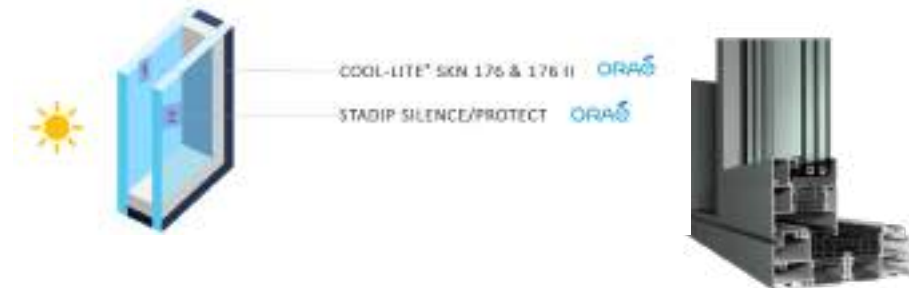 COOL-LITE® SKN 176 & 176 II ORAÉ
STADIP SILENCE/PROTECT ORAÉ